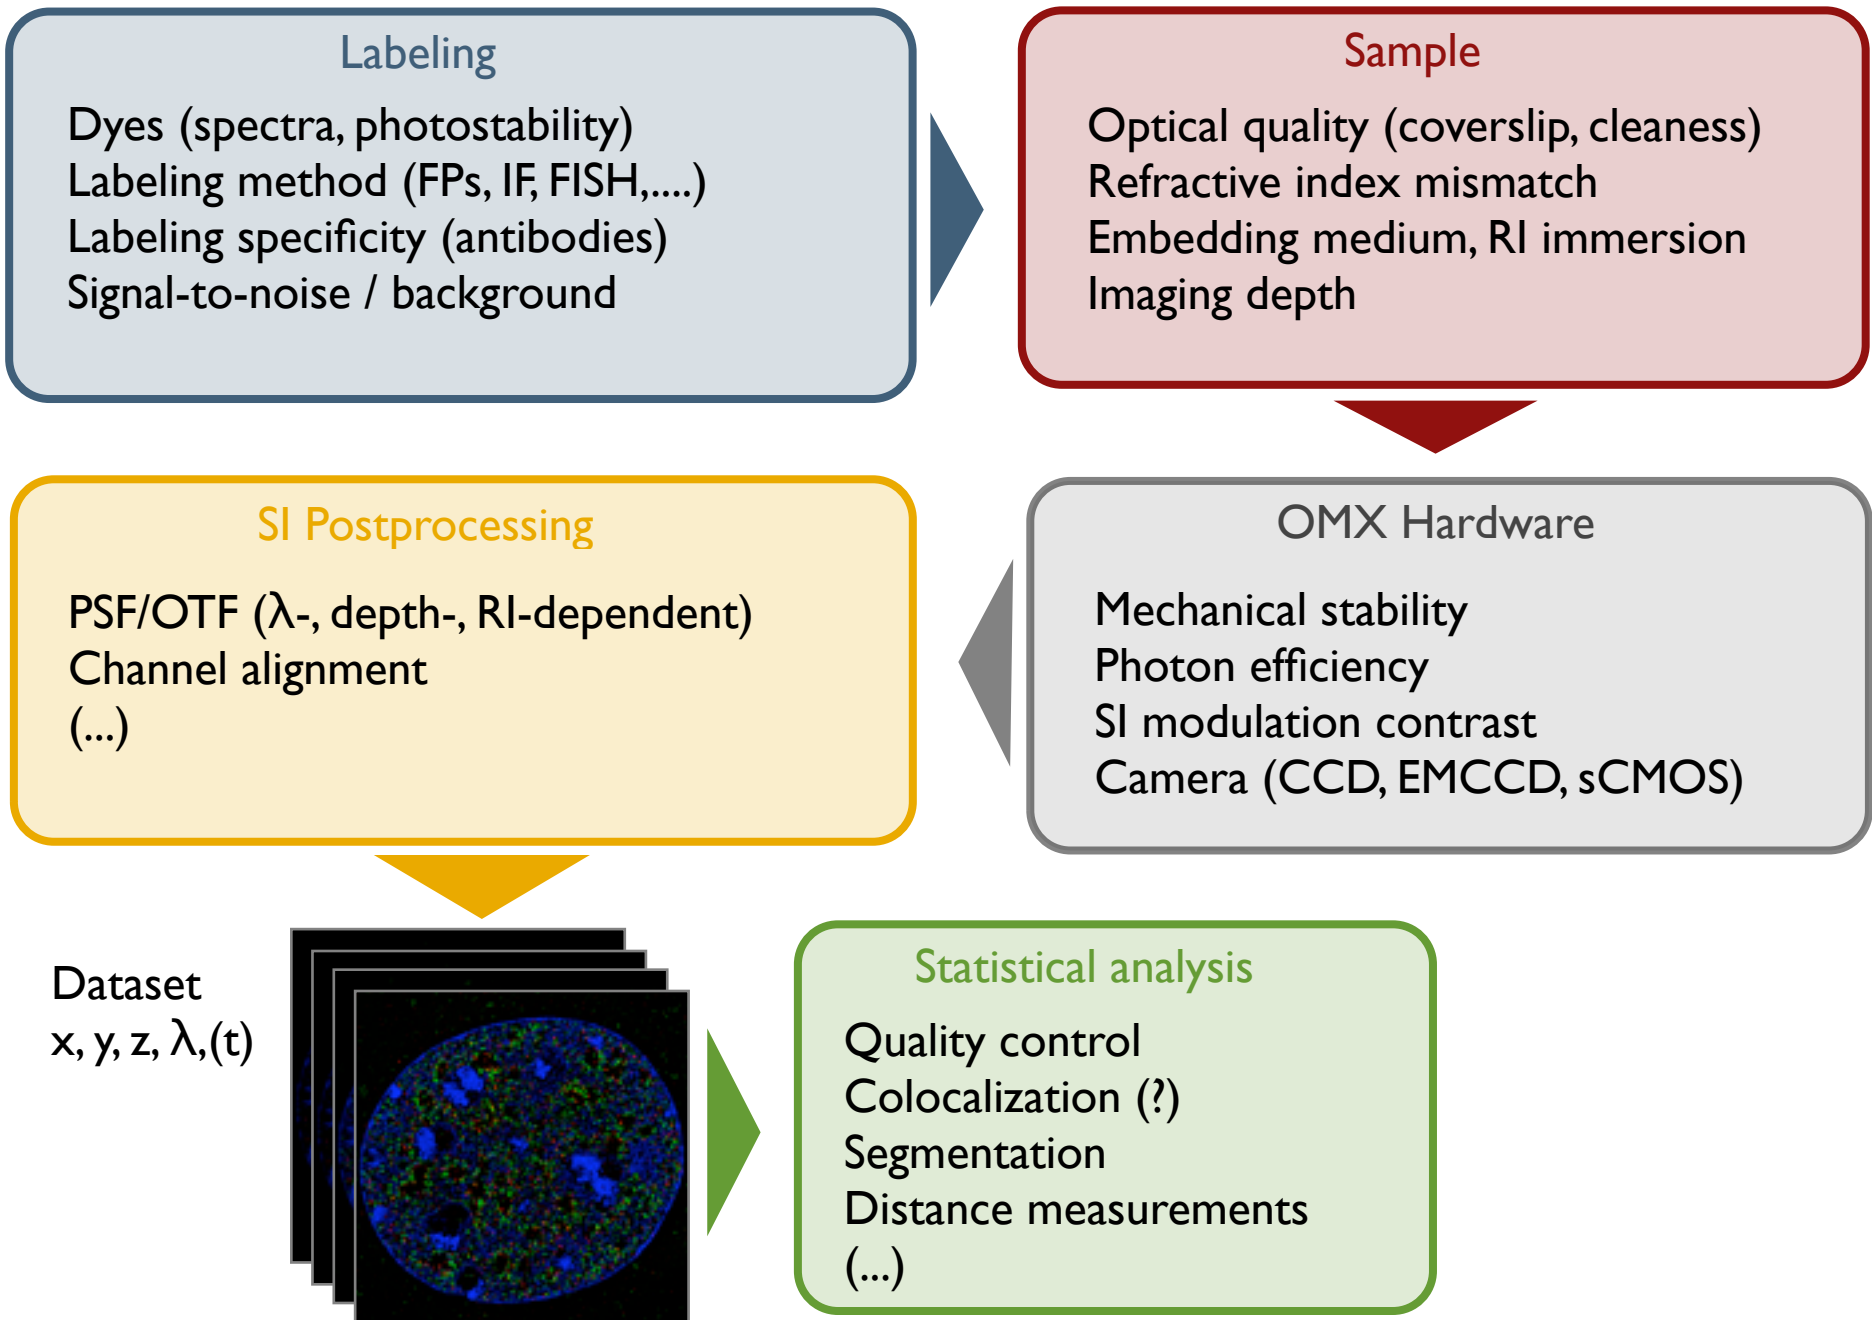 Labeling
Dyes (spectra, photostability)
Labeling method (FPs, IF, FISH,....)
Labeling specificity (antibodies)
Signal-to-noise / background
Sample
Optical quality (coverslip, cleaness)
Refractive index mismatch
Embedding medium, RI immersion
Imaging depth
OMX Hardware
Mechanical stability
Photon efficiency
SI modulation contrast
Camera (CCD, EMCCD, sCMOS)
SI Postprocessing
PSF/OTF (λ-, depth-, RI-dependent)
Channel alignment
(...)
Dataset
x, y, z, λ,(t)
Statistical analysis
Quality control
Colocalization (?)
Segmentation
Distance measurements
(...)